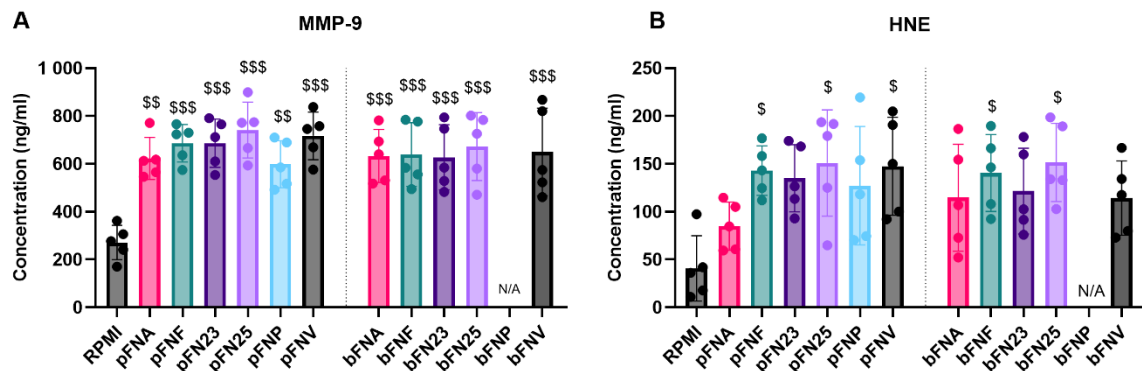 A
MMP-9
Concentration (ng/ml)
1 000
800
600
400
200
0
$$
$$$
$$$
$$$
$$
$$$
$$$
$$$
$$$
$$$
N/A
$$$
RPMI
pFNA
pFNF
pFN23
pFN25
pFNP
pFNV
bFNA
bFNF
bFN23
bFN25
bFNP
bFNV
B
HNE
Concentration (ng/ml)
250
200
150
100
50
0
$
$
$
$
$
N/A
RPMI
pFNA
pFNF
pFN23
pFN25
pFNP
pFNV
bFNA
bFNF
bFN23
bFN25
bFNP
bFNV